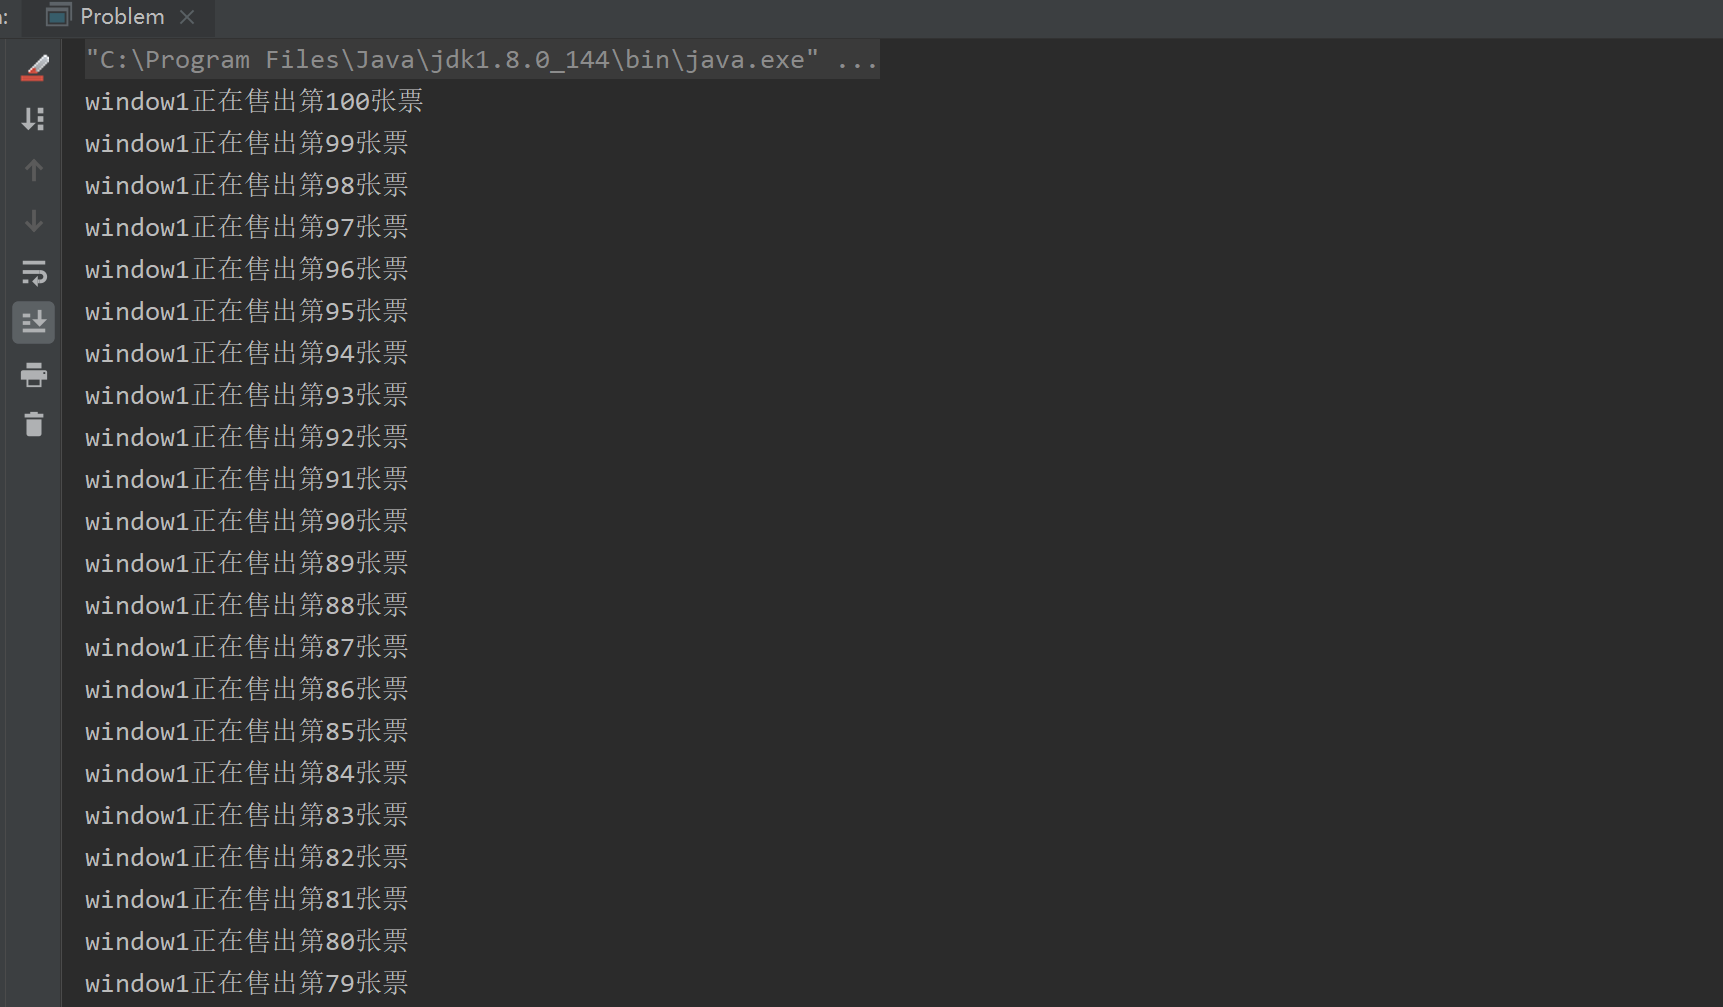 :
Problem
"C:\Program Files\Java\jdk1.8.0_144\bin\java.exe" ...
window1正在售出第100张票
window1正在售出第99张票
window1正在售出第98张票
window1正在售出第97张票
window1正在售出第96张票
window1正在售出第95张票
window1正在售出第94张票
window1正在售出第93张票
window1正在售出第92张票
window1正在售出第91张票
window1正在售出第90张票
window1正在售出第89张票
window1正在售出第88张票
window1正在售出第87张票
window1正在售出第86张票
window1正在售出第85张票
window1正在售出第84张票
window1正在售出第83张票
window1正在售出第82张票
window1正在售出第81张票
window1正在售出第80张票
window1正在售出第79张票